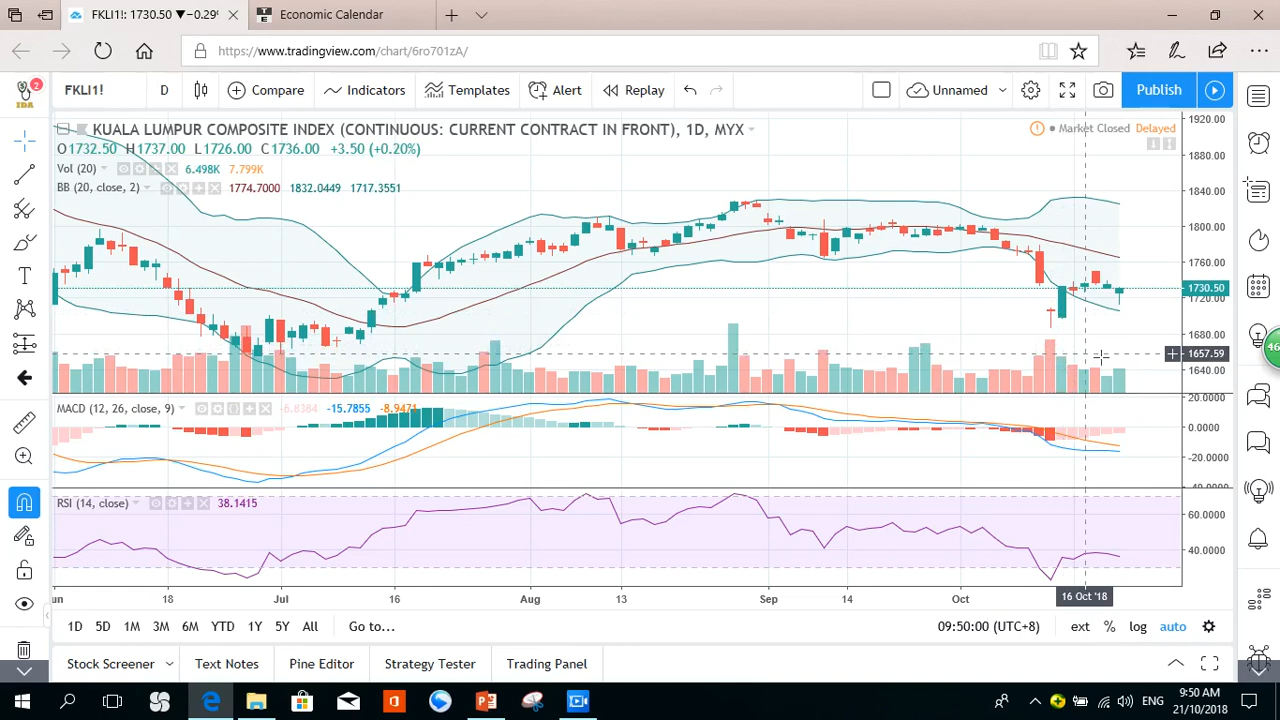 FKLI1!: 1730.50 ▼-0.29%
Economic Calendar
https://www.tradingview.com/chart/6ro701zA/
2
IDA
FKLI1! D Compare Indicators Templates Alert Replay Unnamed Publish
KUALA LUMPUR COMPOSITE INDEX (CONTINUOUS: CURRENT CONTRACT IN FRONT), 1D, MYX
Market Closed Delayed
O1732.50 H1737.00 L1726.00 C1736.00 +3.50 (+0.20%)
Vol (20) 6.498K 7.799K
BB (20, close, 2) 1774.7000 1832.0449 1717.3551
1920.00
1880.00
1840.00
1800.00
1760.00
1730.50
1720.00
1680.00
1657.59
1640.00
46
MACD (12, 26, close, 9) -6.8384 -15.7855 -8.9471
20.0000
0.0000
-20.0000
-40.0000
RSI (14, close) 38.1415
60.0000
40.0000
18 Jul 16 Aug 13 Sep 14 Oct 16 Oct '18
1D 5D 1M 3M 6M YTD 1Y 5Y All Go to... 09:50:00 (UTC+8) ext % log auto
Stock Screener Text Notes Pine Editor Strategy Tester Trading Panel
ENG
9:50 AM
21/10/2018